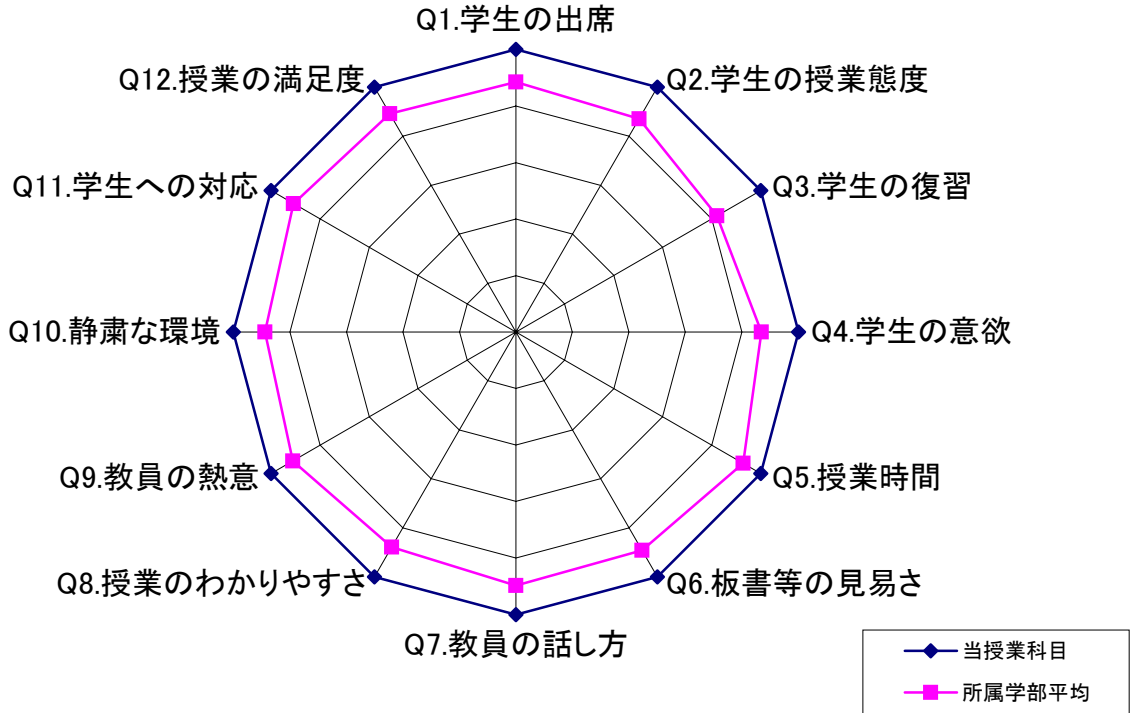 Q1.学生の出席
Q2.学生の授業態度
Q3.学生の復習
Q4.学生の意欲
Q5.授業時間
Q6.板書等の見易さ
Q7.教員の話し方
Q8.授業のわかりやすさ
Q9.教員の熱意
Q10.静粛な環境
Q11.学生への対応
Q12.授業の満足度
当授業科目
所属学部平均